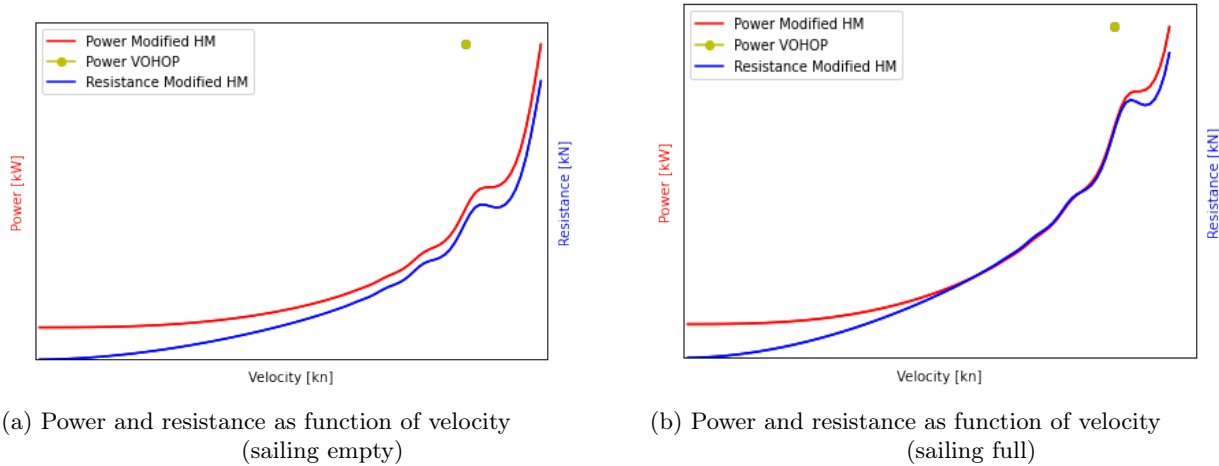 Power Modified HM
Power VOHOP
Resistance Modified HM
Power [kW]
Resistance [kN]
Velocity [kn]
(a) Power and resistance as function of velocity
(sailing empty)
Power Modified HM
Power VOHOP
Resistance Modified HM
Power [kW]
Resistance [kN]
Velocity [kn]
(b) Power and resistance as function of velocity
(sailing full)